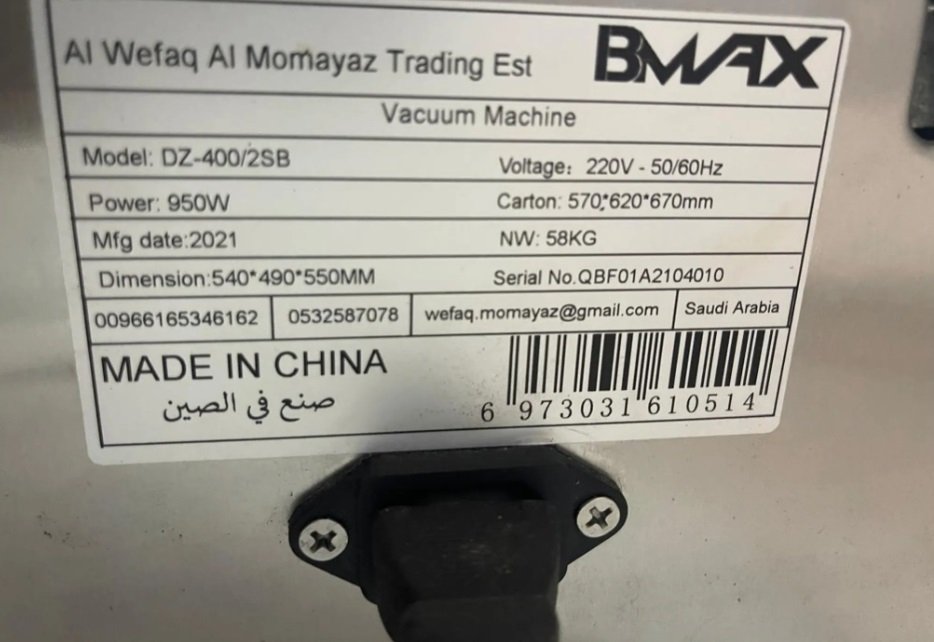 Al Wefaq Al Momayaz Trading Est BMAX
Vacuum Machine
Model: DZ-400/2SB Voltage: 220V - 50/60Hz
Power: 950W Carton: 570*620*670mm
Mfg date:2021 NW: 58KG
Dimension:540*490*550MM Serial No.QBF01A2104010
00966165346162 0532587078 wefaq.momayaz@gmail.com Saudi Arabia
MADE IN CHINA
صنع في الصين
6 973031 610514